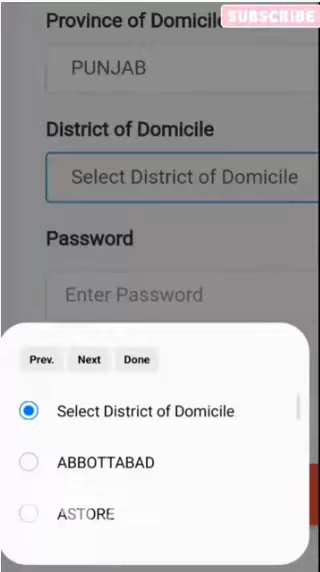 Province of Domicile
SUBSCRIBE
PUNJAB
District of Domicile
Select District of Domicile
Password
Enter Password
Prev.
Next
Done
Select District of Domicile
ABBOTTABAD
ASTORE